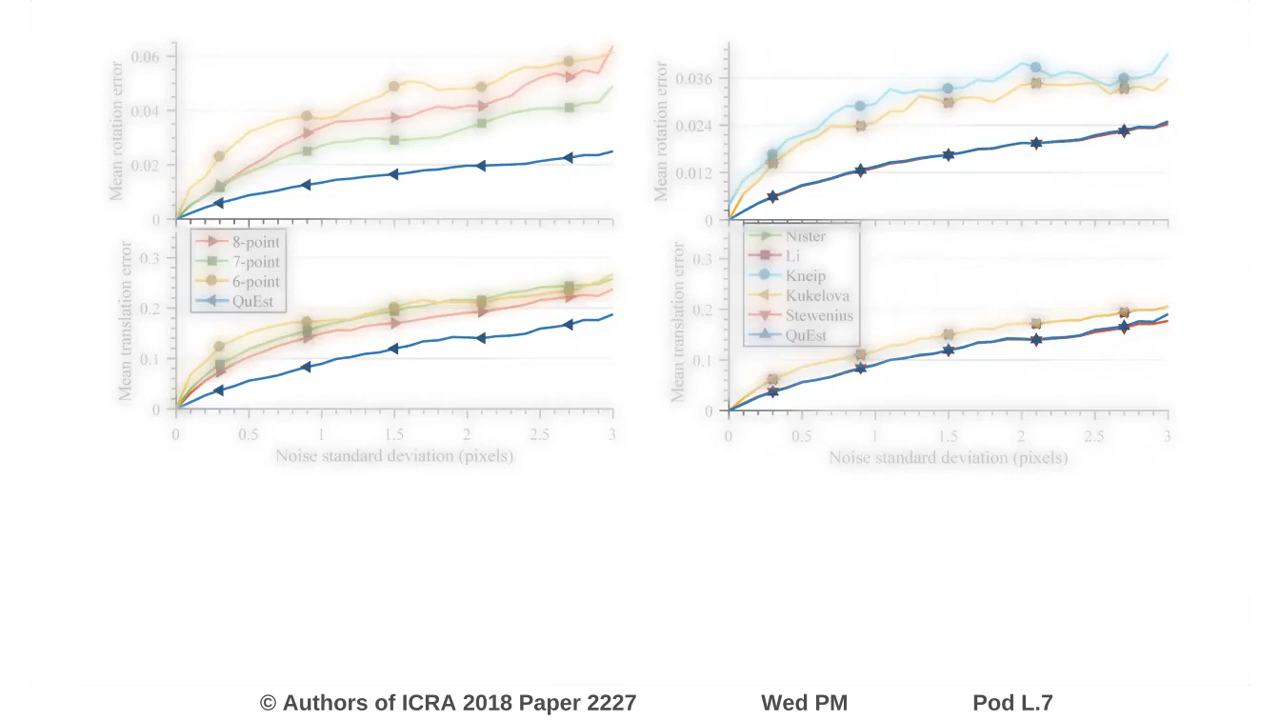 Mean rotation error
0.06
0.04
0.02
0
Mean translation error
0.3
0.2
0.1
0
8-point
7-point
6-point
QuEst
0 0.5 1 1.5 2 2.5 3
Noise standard deviation (pixels)
Mean rotation error
0.036
0.024
0.012
0
Mean translation error
0.3
0.2
0.1
0
Nister
Li
Kneip
Kukelova
Stewenius
QuEst
0 0.5 1 1.5 2 2.5 3
Noise standard deviation (pixels)
© Authors of ICRA 2018 Paper 2227 Wed PM Pod L.7